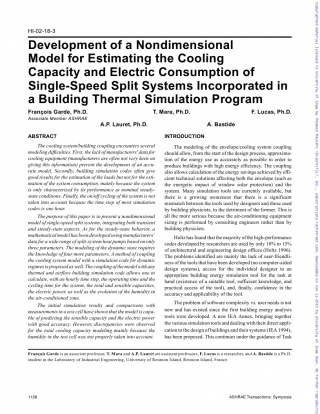 HI-02-18-3
Development of a Nondimensional
Model for Estimating the Cooling
Capacity and Electric Consumption of
Single-Speed Split Systems Incorporated in
a Building Thermal Simulation Program
François Garde, Ph.D. T. Mara, Ph.D. F. Lucas, Ph.D.
Associate Member ASHRAE
A.P. Lauret, Ph.D. A. Bastide
ABSTRACT
The cooling system/building coupling encounters several
modeling difficulties. First, the lack of manufacturers' data for
cooling equipment (manufacturers are often not very keen on
giving this information) prevent the development of an accu-
rate model. Secondly, building simulation codes often give
good results for the estimation of the loads but not for the esti-
mation of the system consumption, mainly because the system
is only characterized by its performance at nominal steady-
state conditions. Finally, the on/off cycling of the system is not
taken into account because the time step of most simulation
codes is one hour.
The purpose of this paper is to present a nondimensional
model of single-speed split systems, integrating both transient
and steady-state aspects. As for the steady-state behavior a
mathematical model has been developed using manufacturers'
data for a wide range of split-system heat pumps based on only
three parameters. The modeling of the dynamic state requires
the knowledge of four more parameters. A method of coupling
the cooling system model with a simulation code for dynamic
regimes is proposed as well. The coupling of the model with any
thermal and airflow building simulation code allows one to
calculate, with an hourly time step, the operating time and the
cycling time for the system, the total and sensible capacities,
the electric power, as well as the evolution of the humidity in
the air-conditioned zone.
The initial simulation results and comparisons with
measurements in a test cell have shown that the model is capa-
ble of predicting the sensible capacity and the electric power
with good accuracy. However, discrepancies were observed
for the total cooling capacity modeling mainly because the
humidity in the test cell was not properly taken into account.
INTRODUCTION
The modeling of the envelope/cooling system coupling
should allow, from the start of the design process, approxima-
tion of the energy use as accurately as possible in order to
produce buildings with high energy efficiency. The coupling
also allows calculation of the energy savings achieved by effi-
cient technical solutions affecting both the envelope (such as
the energetic impact of window solar protection) and the
system. Many simulation tools are currently available, but
there is a growing awareness that there is a significant
mismatch between the tools used by designers and those used
by building physicists, to the detriment of the former. This is
all the more serious because the air-conditioning equipment
sizing is performed by consulting engineers rather than by
building physicists.
Holtz has found that the majority of the high-performance
codes developed by researchers are used by only 10% to 15%
of architectural and engineering design offices (Holtz 1996).
The problems identified are mainly the lack of user-friendli-
ness of the tools that have been developed (no computer-aided
design systems), access for the individual designer to an
appropriate building energy simulation tool for the task at
hand (existence of a suitable tool, sufficient knowledge, and
practical access of the tool), and, finally, confidence in the
accuracy and applicability of the tool.
The problem of software complexity vs. user needs is not
new and has existed since the first building energy analysis
tools were developed. A new IEA Annex, bringing together
the various simulation tools and dealing with their direct appli-
cation to the design of buildings and their systems (IEA 1994),
has been proposed. This continues under the guidance of Task
François Garde is an associate professor, T. Mara and A.P. Lauret are assistant professors, F. Lucas is a researcher, and A. Bastide is a Ph.D.
student in the Laboratory of Industrial Engineering, University of Reunion Island, Reunion Island, France.
1128 ASHRAE Transactions: Symposia